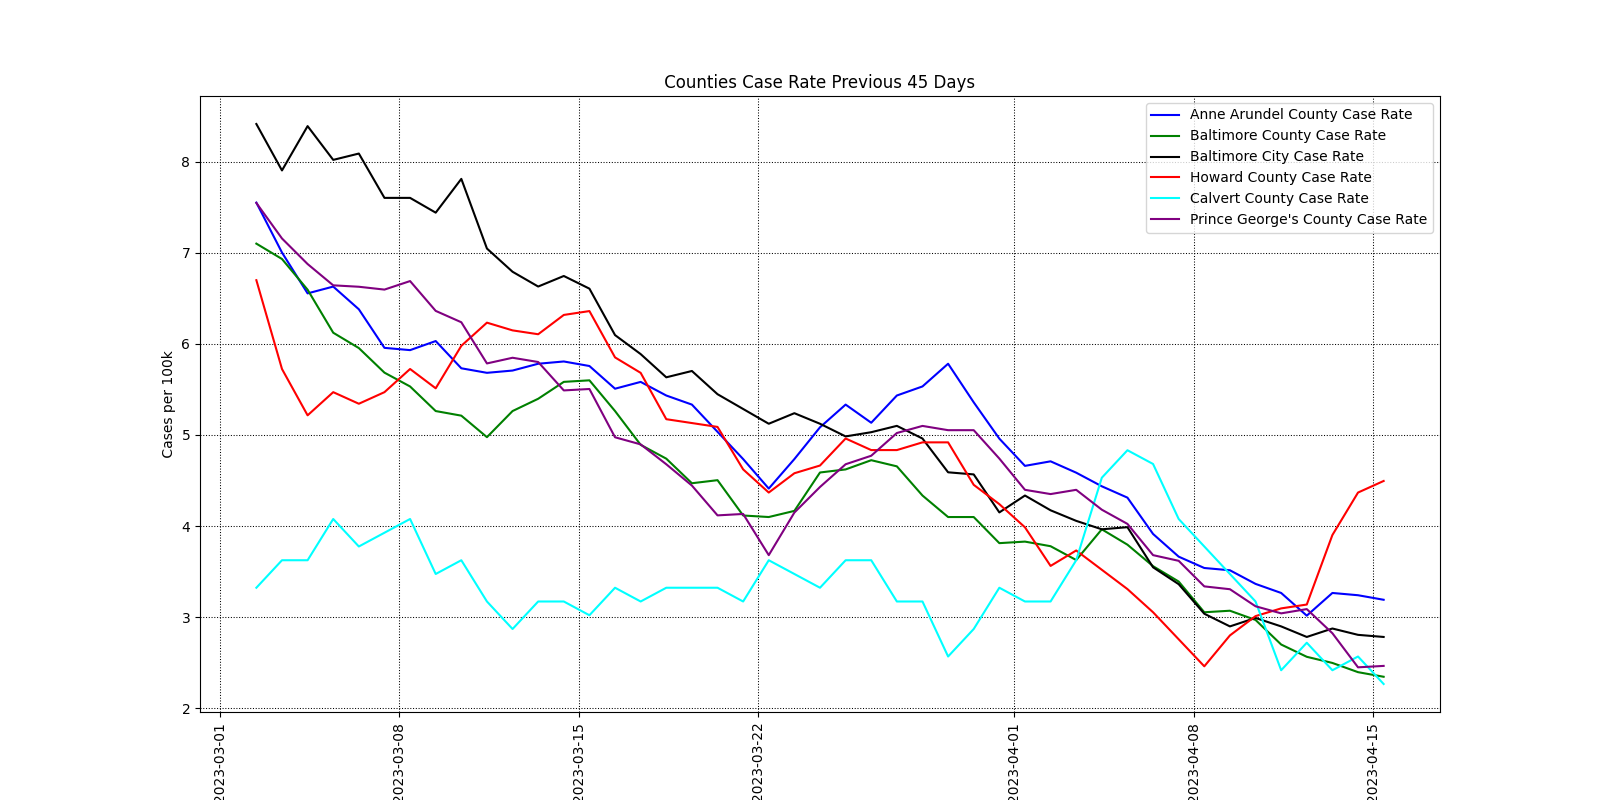 Counties Case Rate Previous 45 Days
Anne Arundel County Case Rate
Baltimore County Case Rate
Baltimore City Case Rate
Howard County Case Rate
Calvert County Case Rate
Prince George's County Case Rate
Cases per 100k
8
7
6
5
4
3
2
2023-03-01
2023-03-08
2023-03-15
2023-03-22
2023-04-01
2023-04-08
2023-04-15